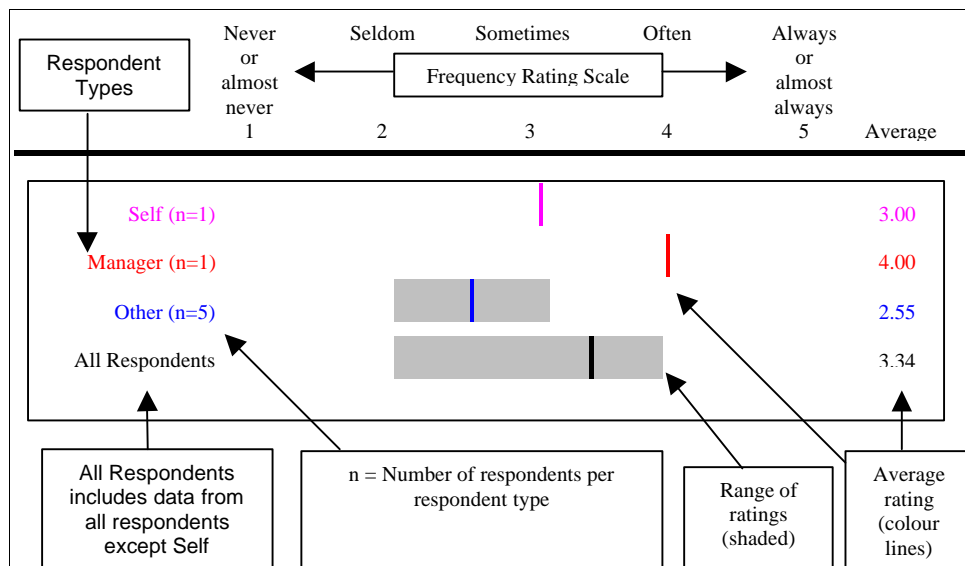 Respondent
Types
Never
or
almost
never
1
Seldom
2
Sometimes
3
Often
4
Always
or
almost
always
5
Frequency Rating Scale
Average
Self (n=1)
3.00
Manager (n=1)
4.00
Other (n=5)
2.55
All Respondents
3.34
All Respondents
includes data from
all respondents
except Self
n = Number of respondents per
respondent type
Range of
ratings
(shaded)
Average
rating
(colour
lines)